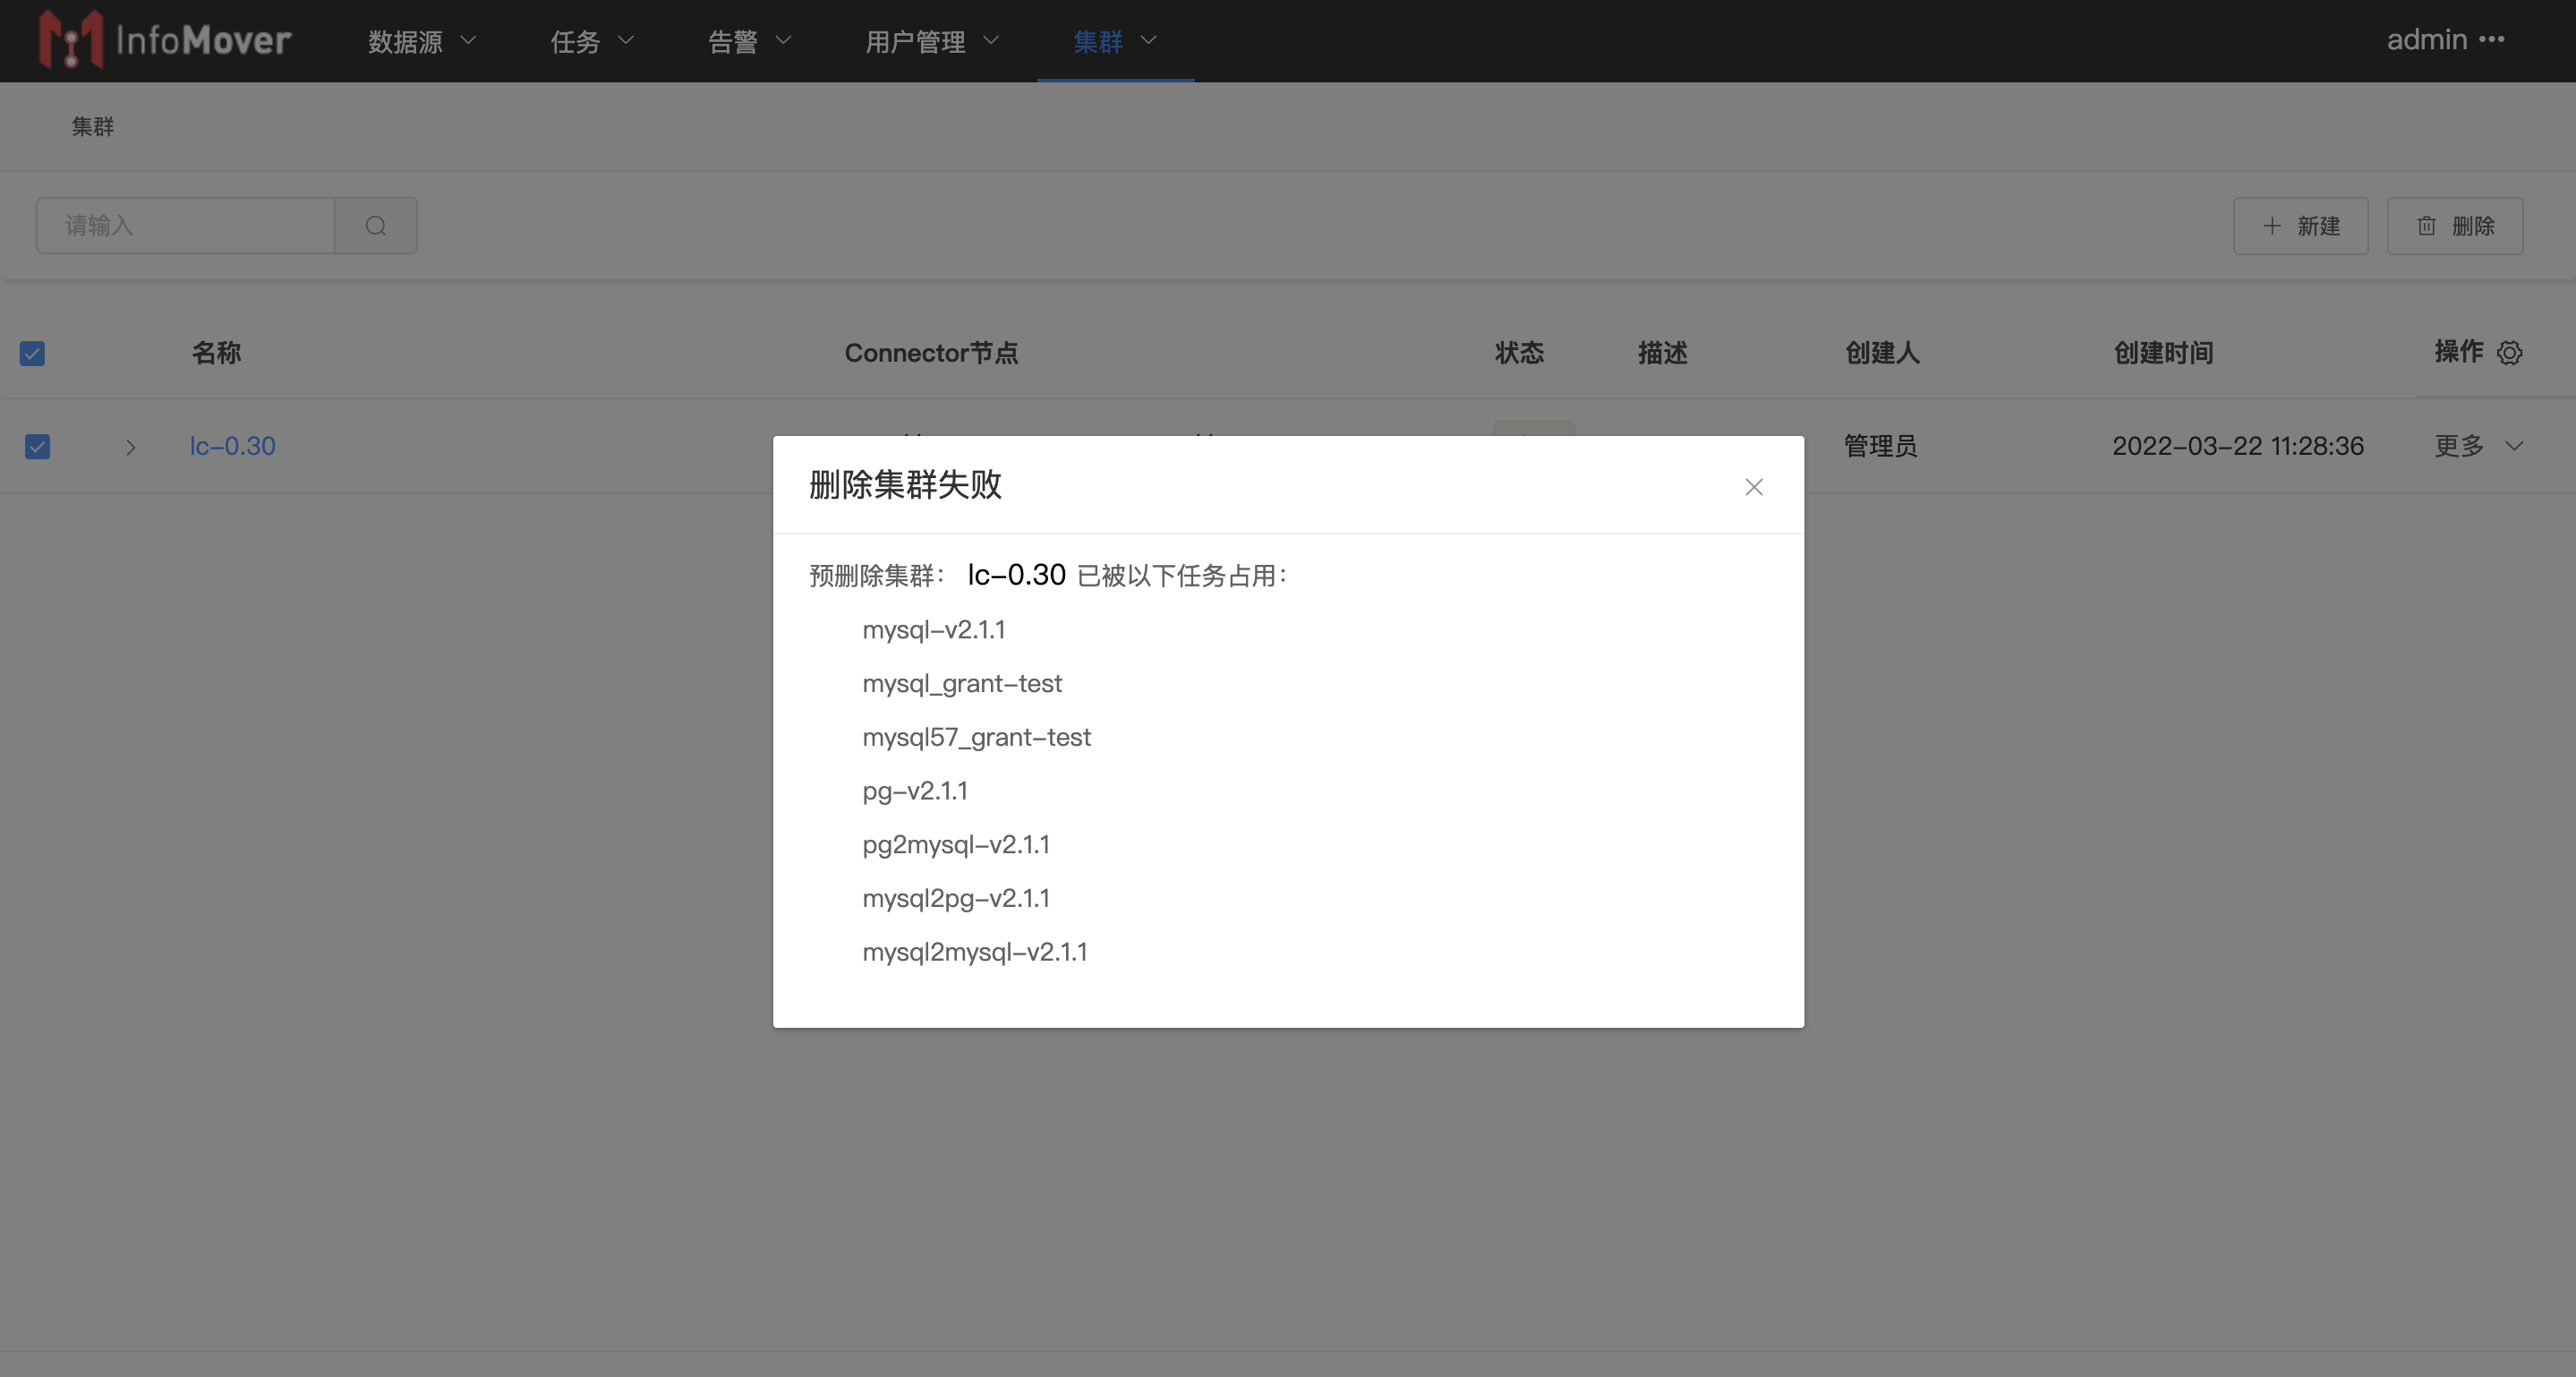 InfoMover 数据源 任务 告警 用户管理 集群 admin
集群
请输入 新建 删除
名称 Connector节点 状态 描述 创建人 创建时间 操作
lc-0.30 管理员 2022-03-22 11:28:36 更多
删除集群失败
预删除集群： lc-0.30 已被以下任务占用：
mysql-v2.1.1
mysql_grant-test
mysql57_grant-test
pg-v2.1.1
pg2mysql-v2.1.1
mysql2pg-v2.1.1
mysql2mysql-v2.1.1